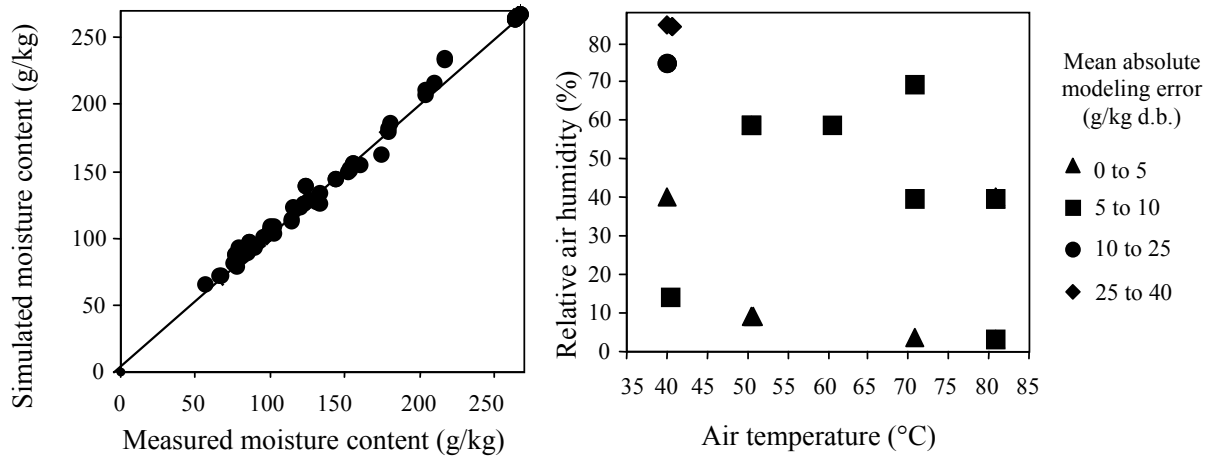 Simulated moisture content (g/kg)
250
200
150
100
50
0
0 50 100 150 200 250
Measured moisture content (g/kg)
Relative air humidity (%)
80
70
60
50
40
30
20
10
0
35 40 45 50 55 60 65 70 75 80 85
Air temperature (°C)
Mean absolute
modeling error
(g/kg d.b.)
0 to 5
5 to 10
10 to 25
25 to 40